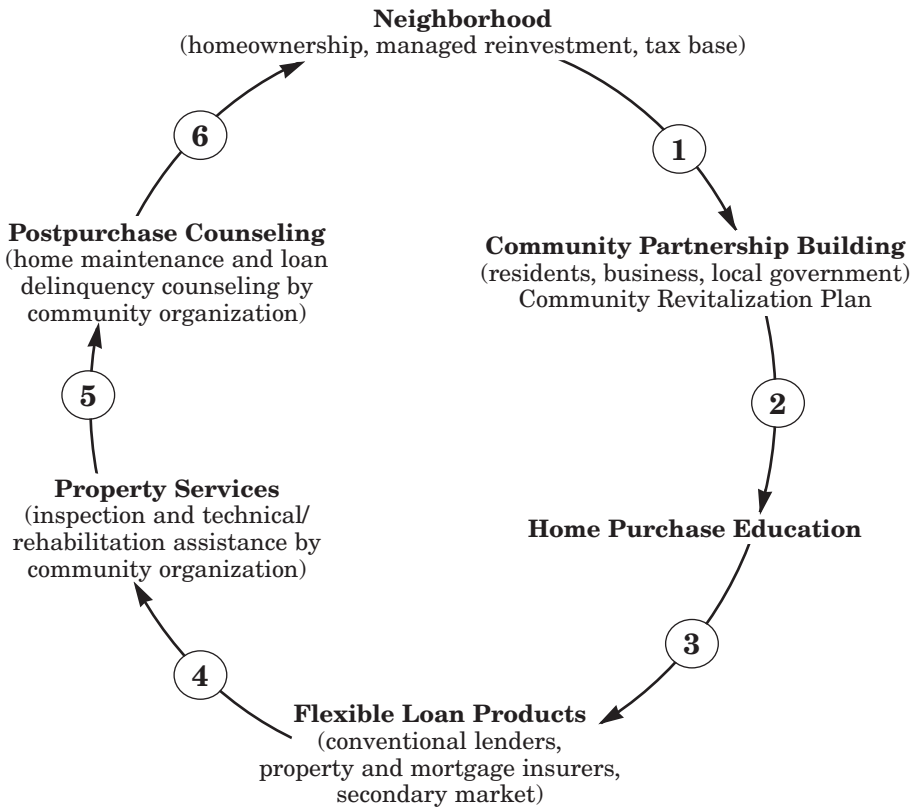 Neighborhood
(homeownership, managed reinvestment, tax base)
1
Community Partnership Building
(residents, business, local government)
Community Revitalization Plan
2
Home Purchase Education
3
Flexible Loan Products
(conventional lenders,
property and mortgage insurers,
secondary market)
4
Property Services
(inspection and technical/
rehabilitation assistance by
community organization)
5
Postpurchase Counseling
(home maintenance and loan
delinquency counseling by
community organization)
6